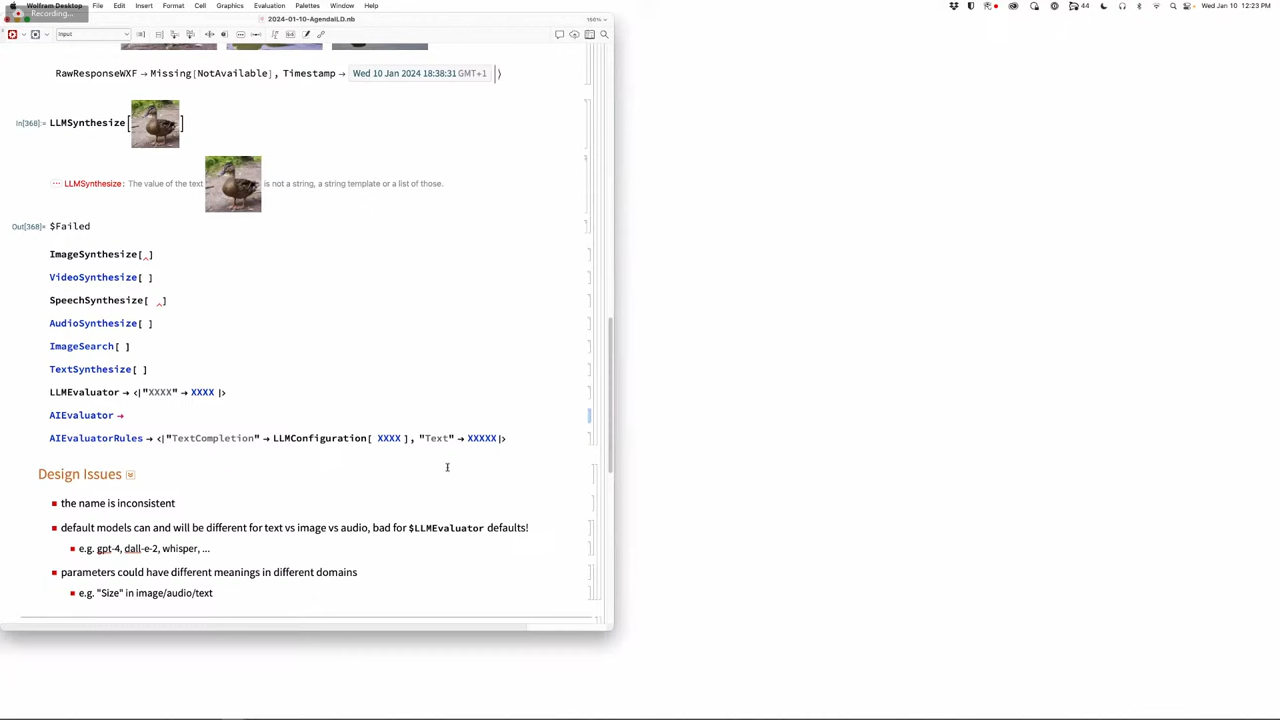 Wolfram Desktop File Edit Insert Format Cell Graphics Evaluation Palettes Window Help 44 Wed Jan 10 12:23 PM
Recording...
2024-01-10-AgendaILD.nb
150%
Input
RawResponseWXF → Missing[NotAvailable], Timestamp → Wed 10 Jan 2024 18:38:31 GMT+1 |⟩
In[368]:= LLMSynthesize[ ]
··· LLMSynthesize: The value of the text is not a string, a string template or a list of those.
Out[368]= $Failed
ImageSynthesize[ ]
VideoSynthesize[ ]
SpeechSynthesize[ ]
AudioSynthesize[ ]
ImageSearch[ ]
TextSynthesize[ ]
LLMEvaluator → <|"XXXX" → XXXX |>
AIEvaluator →
AIEvaluatorRules → <|"TextCompletion" → LLMConfiguration[ XXXX ], "Text" → XXXXX|>
Design Issues
the name is inconsistent
default models can and will be different for text vs image vs audio, bad for $LLMEvaluator defaults!
e.g. gpt-4, dall-e-2, whisper, ...
parameters could have different meanings in different domains
e.g. "Size" in image/audio/text